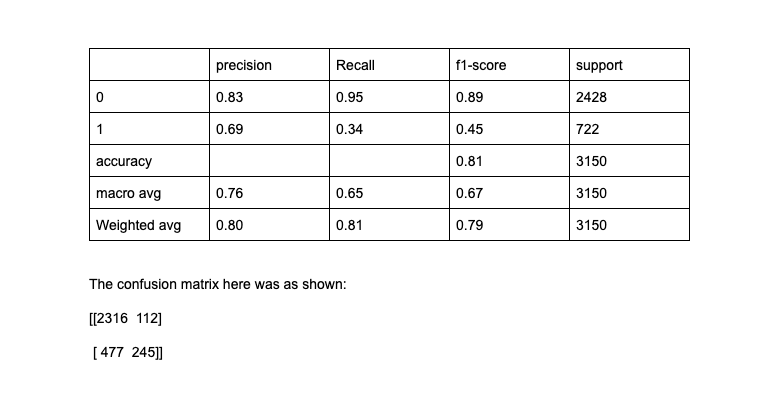 precision Recall f1-score support
0 0.83 0.95 0.89 2428
1 0.69 0.34 0.45 722
accuracy 0.81 3150
macro avg 0.76 0.65 0.67 3150
Weighted avg 0.80 0.81 0.79 3150
The confusion matrix here was as shown:
[[2316 112]
[ 477 245]]